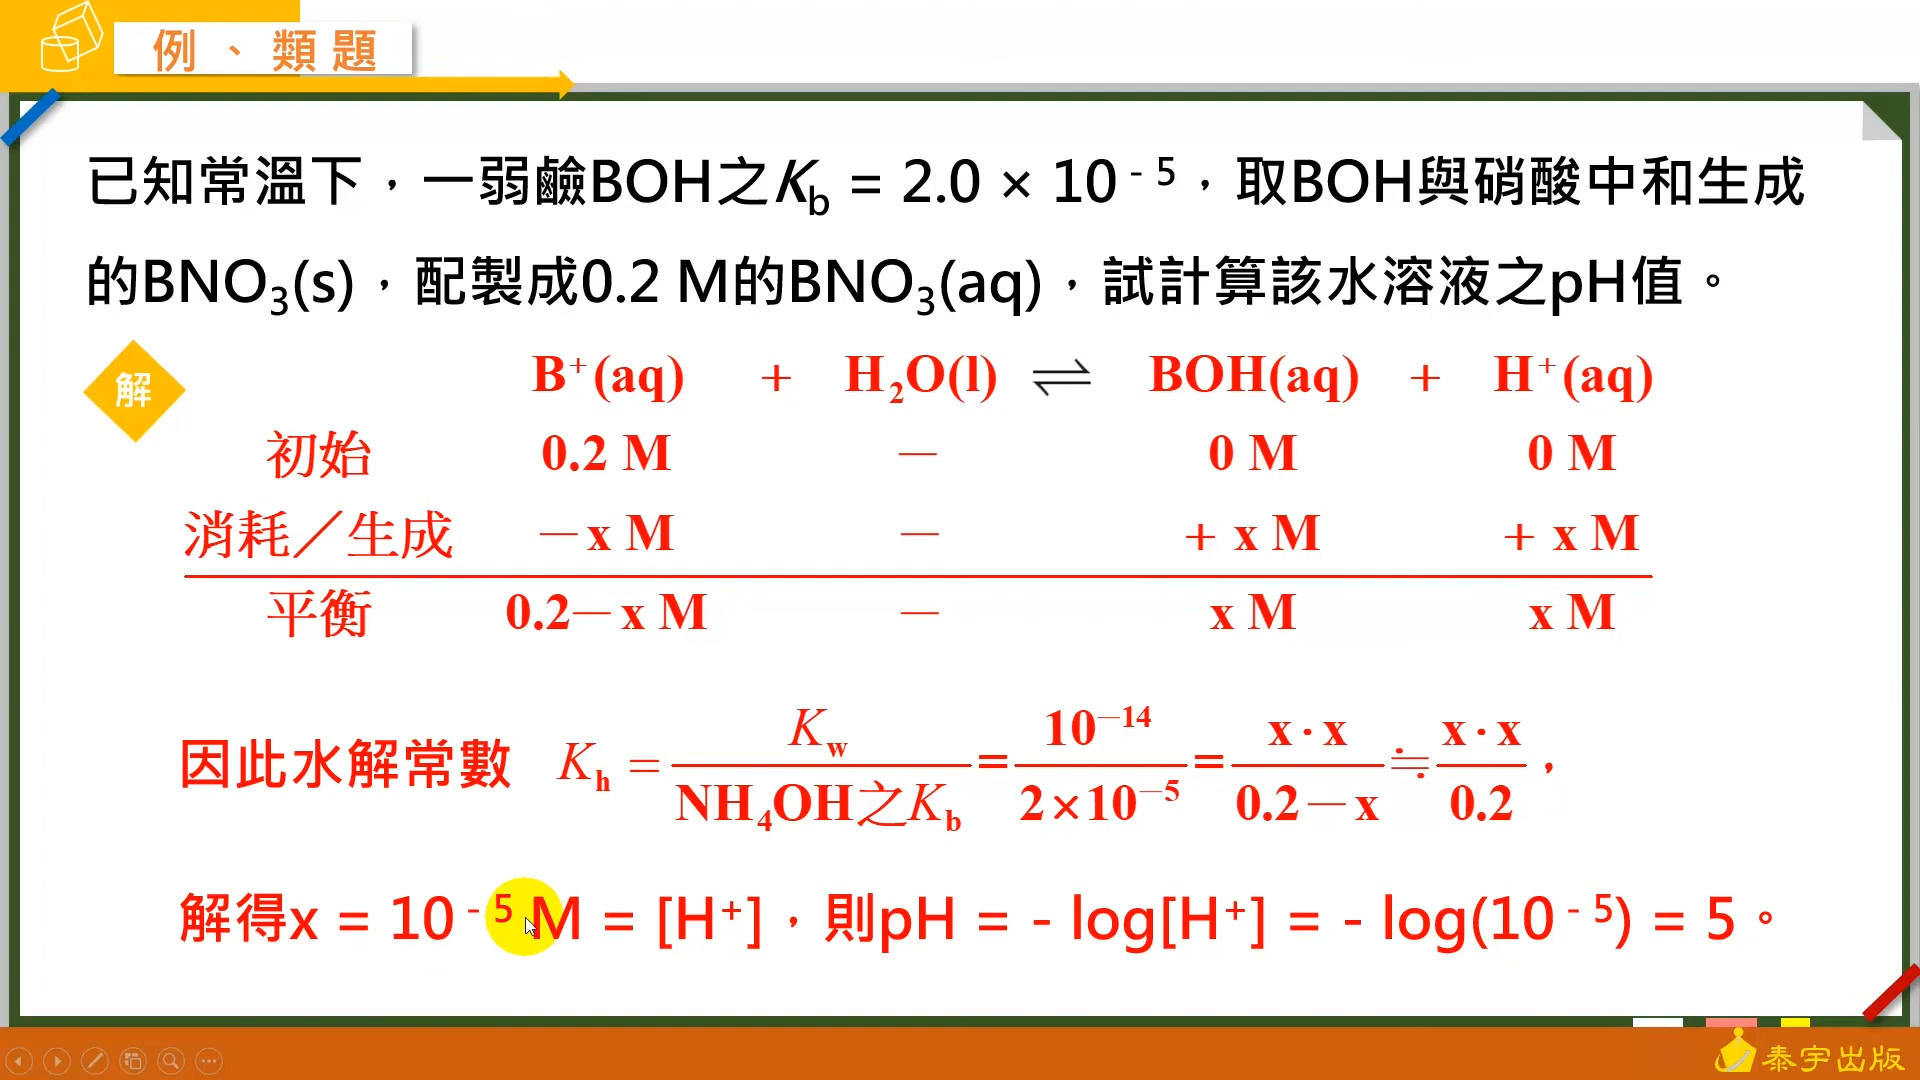 例、類題
已知常溫下，一弱鹼BOH之Kb = 2.0 × 10⁻⁵，取BOH與硝酸中和生成
的BNO₃(s)，配製成0.2 M的BNO₃(aq)，試計算該水溶液之pH值。
解
B⁺(aq) + H₂O(l) ⇌ BOH(aq) + H⁺(aq)
初始 0.2 M － 0 M 0 M
消耗／生成 －x M － + x M + x M
平衡 0.2－x M － x M x M
因此水解常數 Kh = Kw / NH₄OH之Kb = 10⁻¹⁴ / 2×10⁻⁵ = x·x / 0.2－x ≒ x·x / 0.2，
解得x = 10⁻⁵ M = [H⁺]，則pH = - log[H⁺] = - log(10⁻⁵) = 5。
泰宇出版